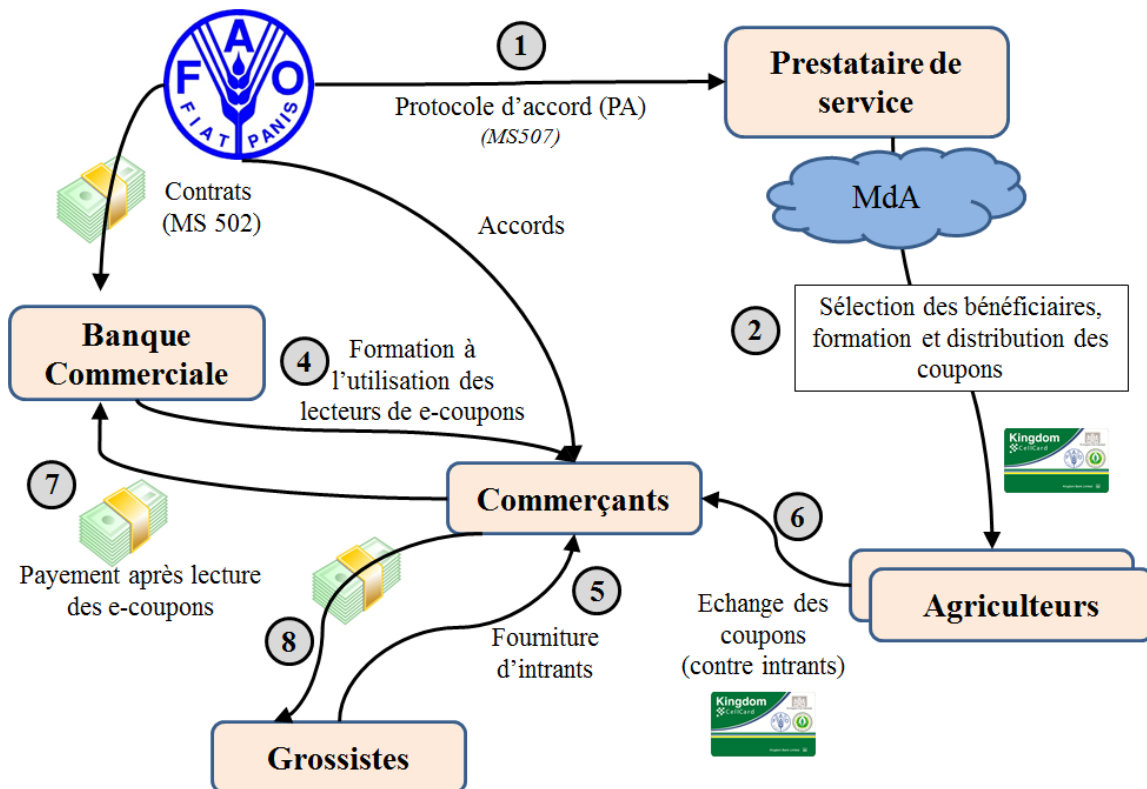 A
F O
FIAT PANIS
1
Protocole d’accord (PA)
(MS507)
Prestataire de
service
MdA
Contrats
(MS 502)
Accords
2
Sélection des bénéficiaires,
formation et distribution des
coupons
Banque
Commerciale
4
Formation à
l’utilisation des
lecteurs de e-coupons
Kingdom
CellCard
7
Commerçants
6
Payement après lecture
des e-coupons
8
5
Fourniture
d’intrants
Echange des
coupons
(contre intrants)
Agriculteurs
Kingdom
CellCard
Grossistes